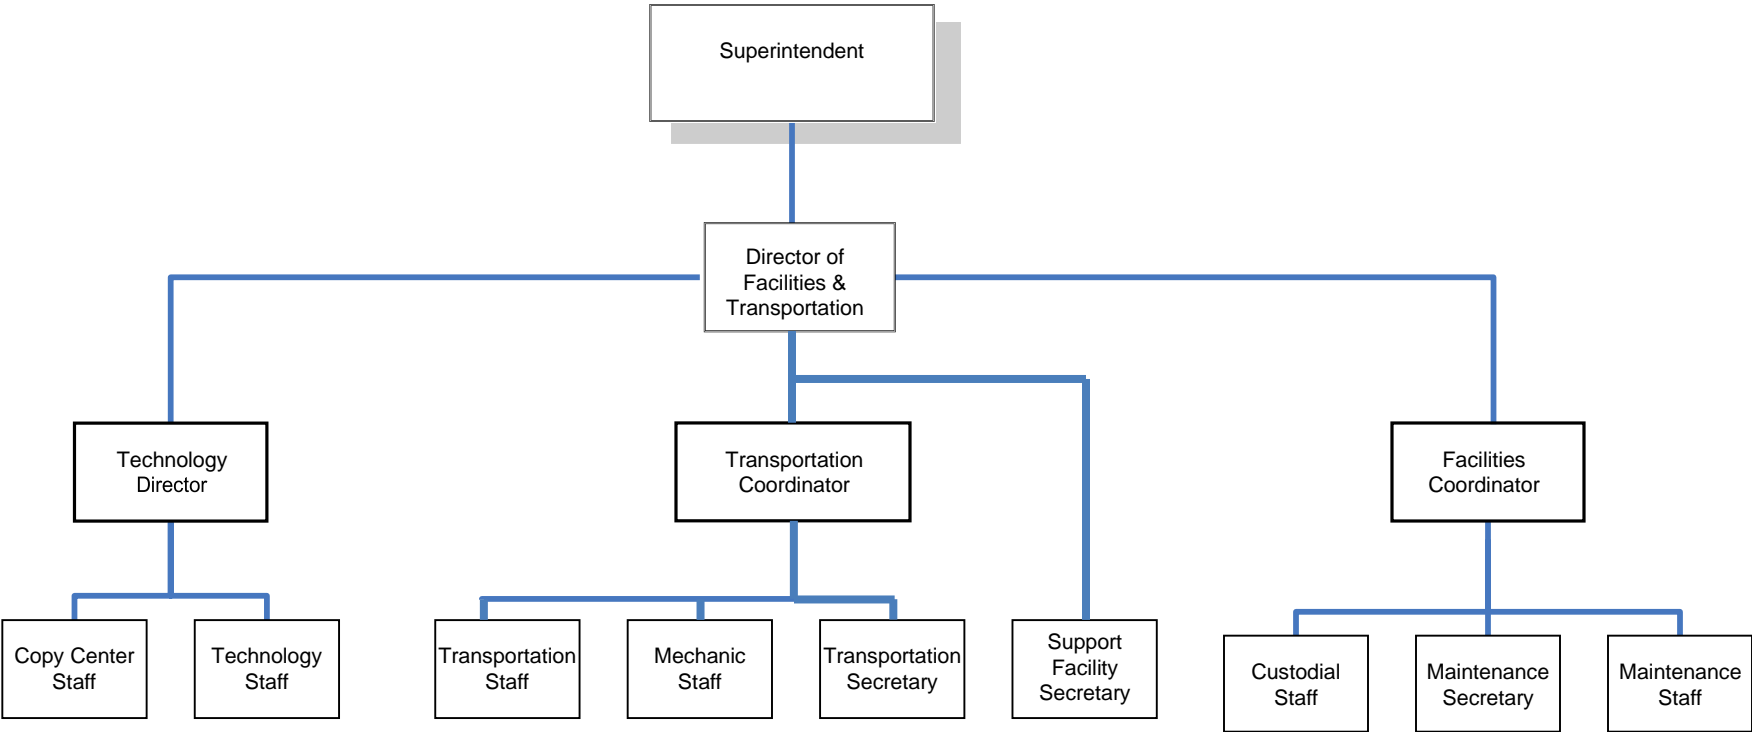 Superintendent
Director of
Facilities &
Transportation
Technology
Director
Transportation
Coordinator
Facilities
Coordinator
Copy Center
Staff
Technology
Staff
Transportation
Staff
Mechanic
Staff
Transportation
Secretary
Support
Facility
Secretary
Custodial
Staff
Maintenance
Secretary
Maintenance
Staff